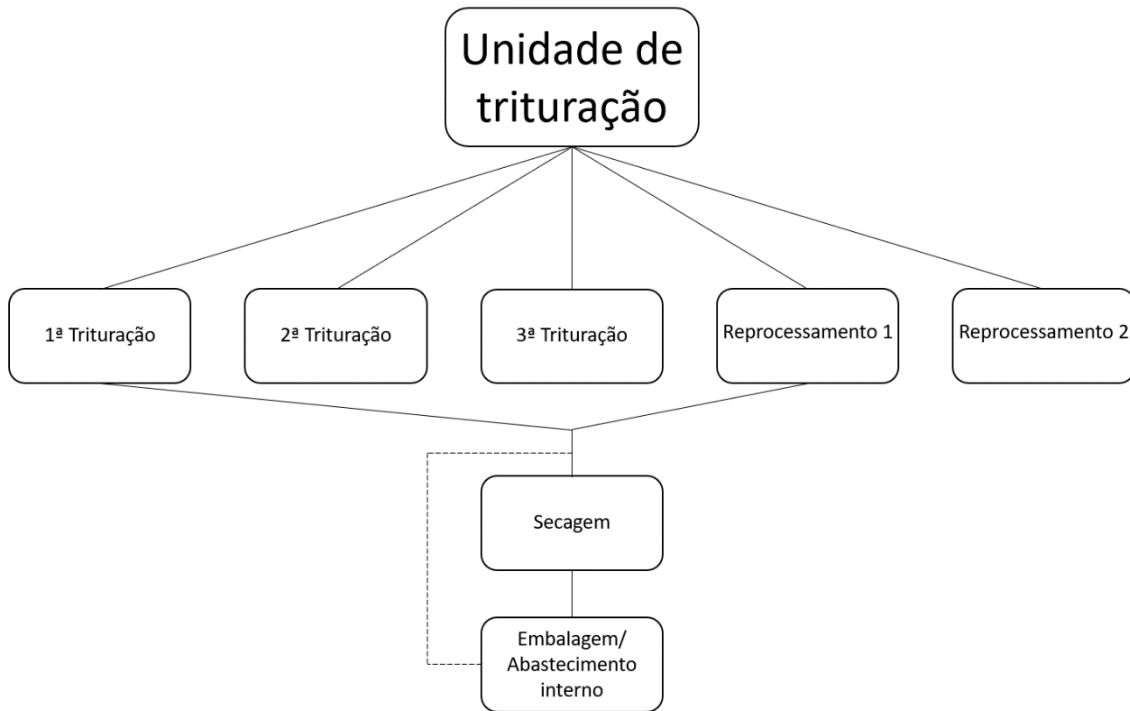 Unidade de
trituração
1ª Trituração
2ª Trituração
3ª Trituração
Reprocessamento 1
Reprocessamento 2
Secagem
Embalagem/
Abastecimento
interno